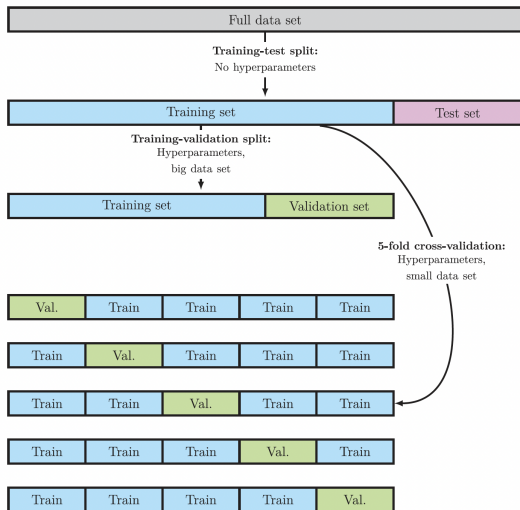 Full data set
Training-test split:
No hyperparameters
Training set Test set
Training-validation split:
Hyperparameters,
big data set
Training set Validation set
5-fold cross-validation:
Hyperparameters,
small data set
Val. Train Train Train Train
Train Val. Train Train Train
Train Train Val. Train Train
Train Train Train Val. Train
Train Train Train Train Val.